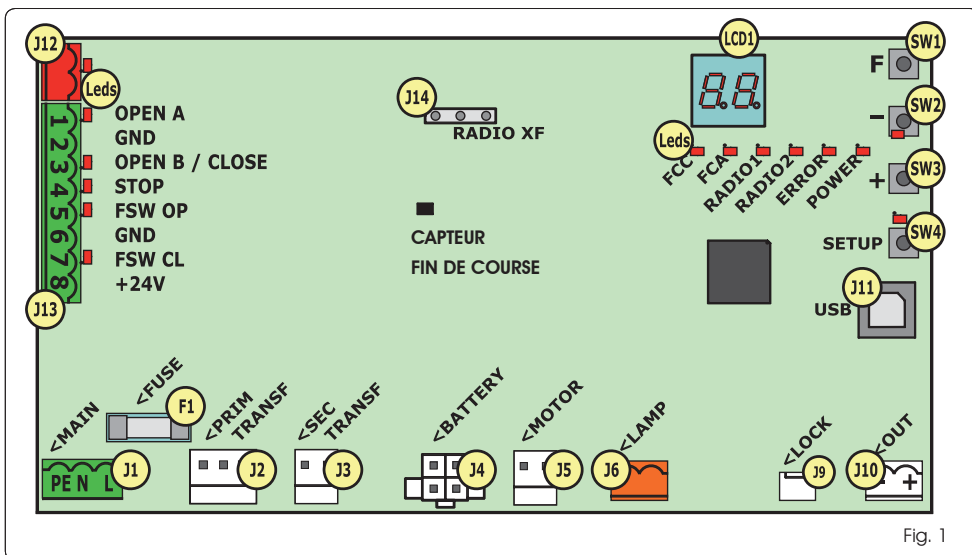 J12
Leds
1 OPEN A
2 GND
3 OPEN B / CLOSE
4 STOP
5 FSW OP
6 GND
7 FSW CL
8 +24V
J13
J14
RADIO XF
CAPTEUR
FIN DE COURSE
LCD1
8.8.
Leds
FCC
FCA
RADIO1
RADIO2
ERROR
POWER
SW1
F
SW2
-
SW3
+
SW4
SETUP
J11
USB
<MAIN
J1
PE N L
<FUSE
F1
<PRIM
TRANSF
J2
<SEC
TRANSF
J3
<BATTERY
J4
<MOTOR
J5
<LAMP
J6
<LOCK
J9
<OUT
J10
- +
Fig. 1